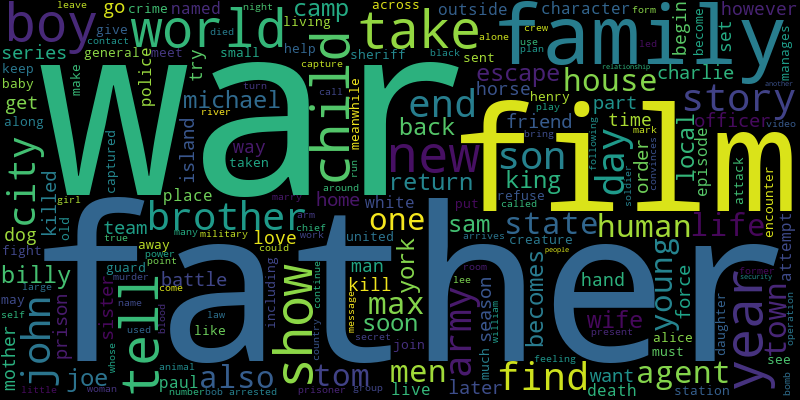 leave
across
named
go
crime
boy
give
living
camp
world
contact
night
died
take
family
outside
character
form
however
begin
series
generale
meet
small
help
sheriff
crew
use
plan
led
become
set
manages
keep
baby
make
police
try
war
child
capture
meanwhile
black
alone
sent
escape
horse
relationship
charlie
another
video
get
along
michael
turn
call
river
end
henry
play
house
story
film
part
officer
city
captured
island
way
taken
back
new
friend
bring
time
mark
convinces
order
local
episode
attack
following
day
soldier
son
killed
old
girl
place
run
around
home
marry
return
king
refuse
called
put
white
dog
team
brother
arm
one
sam
state
human
life
encounter
attempt
fight
true
many
military
chief
work
united
arrives
creature
people
away
love
could
father
billy
power
point
guard
battle
man
york
lee
room
young
hand
former
security
may
large
murder
including
kill
message
season
becomes
force
wife
town
self
john
prison
tell
sister
name
come
show
continue
max
army
william
present
daughter
alice
must
year
see
operation
used
blood
law
like
country
soon
much
feeling
mother
joe
whose
paul
animal
also
secret
join
tom
men
live
later
find
want
death
agent
station
bomb
little
woman
number
bob
arrested
prisoner
group